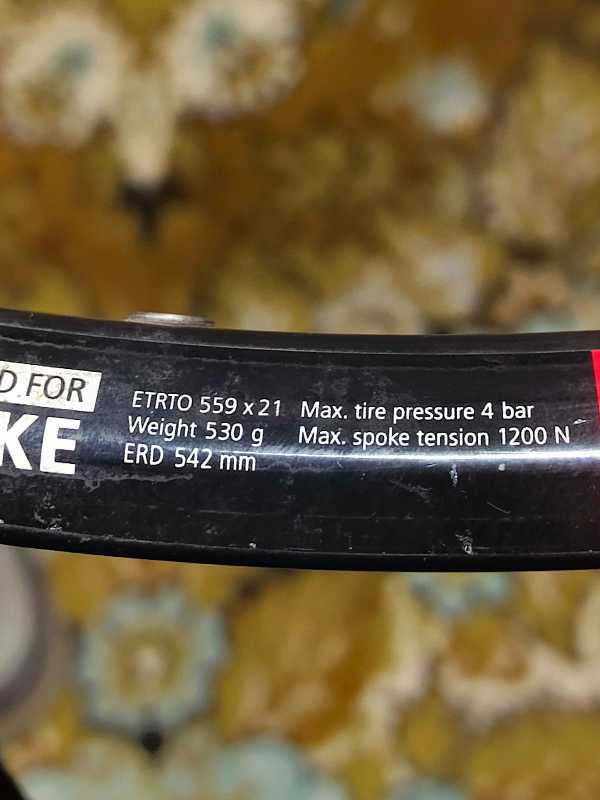 D FOR
KE
ETRTO 559 x 21
Weight 530 g
ERD 542 mm
Max. tire pressure 4 bar
Max. spoke tension 1200 N